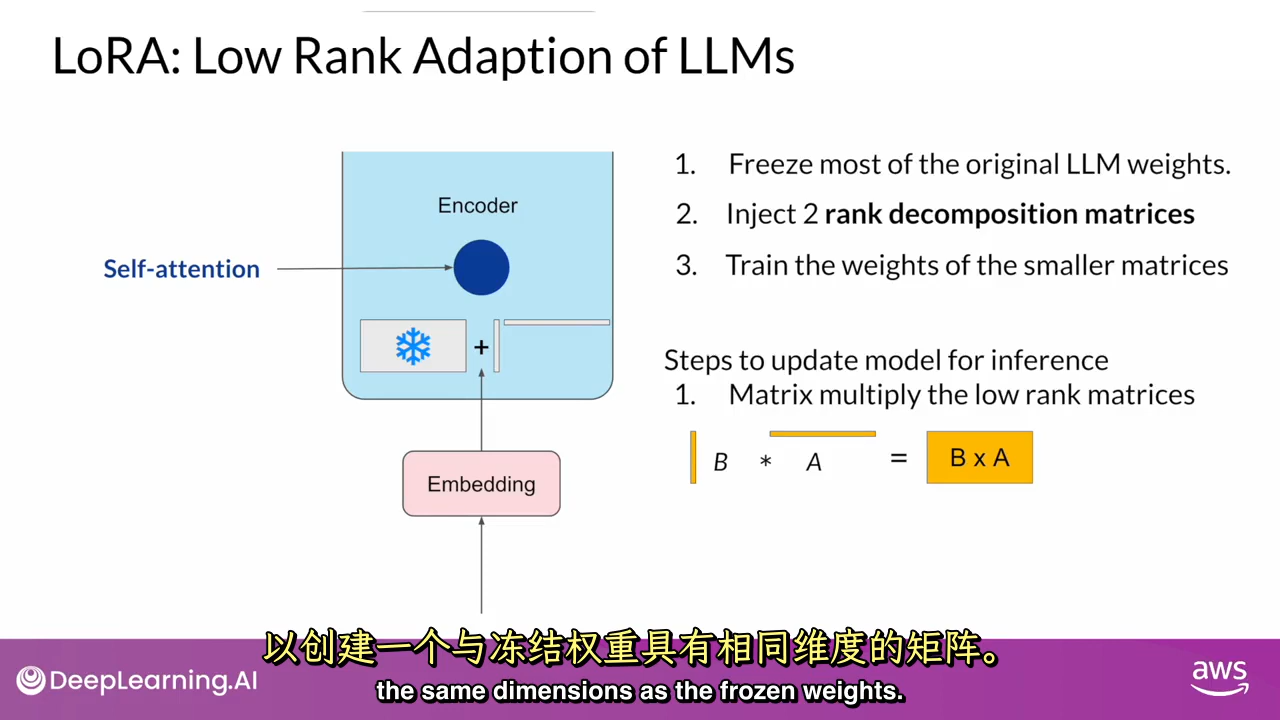 LoRA: Low Rank Adaption of LLMs
Encoder
Self-attention
+
Embedding
1. Freeze most of the original LLM weights.
2. Inject 2 rank decomposition matrices
3. Train the weights of the smaller matrices
Steps to update model for inference
1. Matrix multiply the low rank matrices
B * A = B x A
以创建一个与冻结权重具有相同维度的矩阵。
the same dimensions as the frozen weights.
DeepLearning.AI
aws